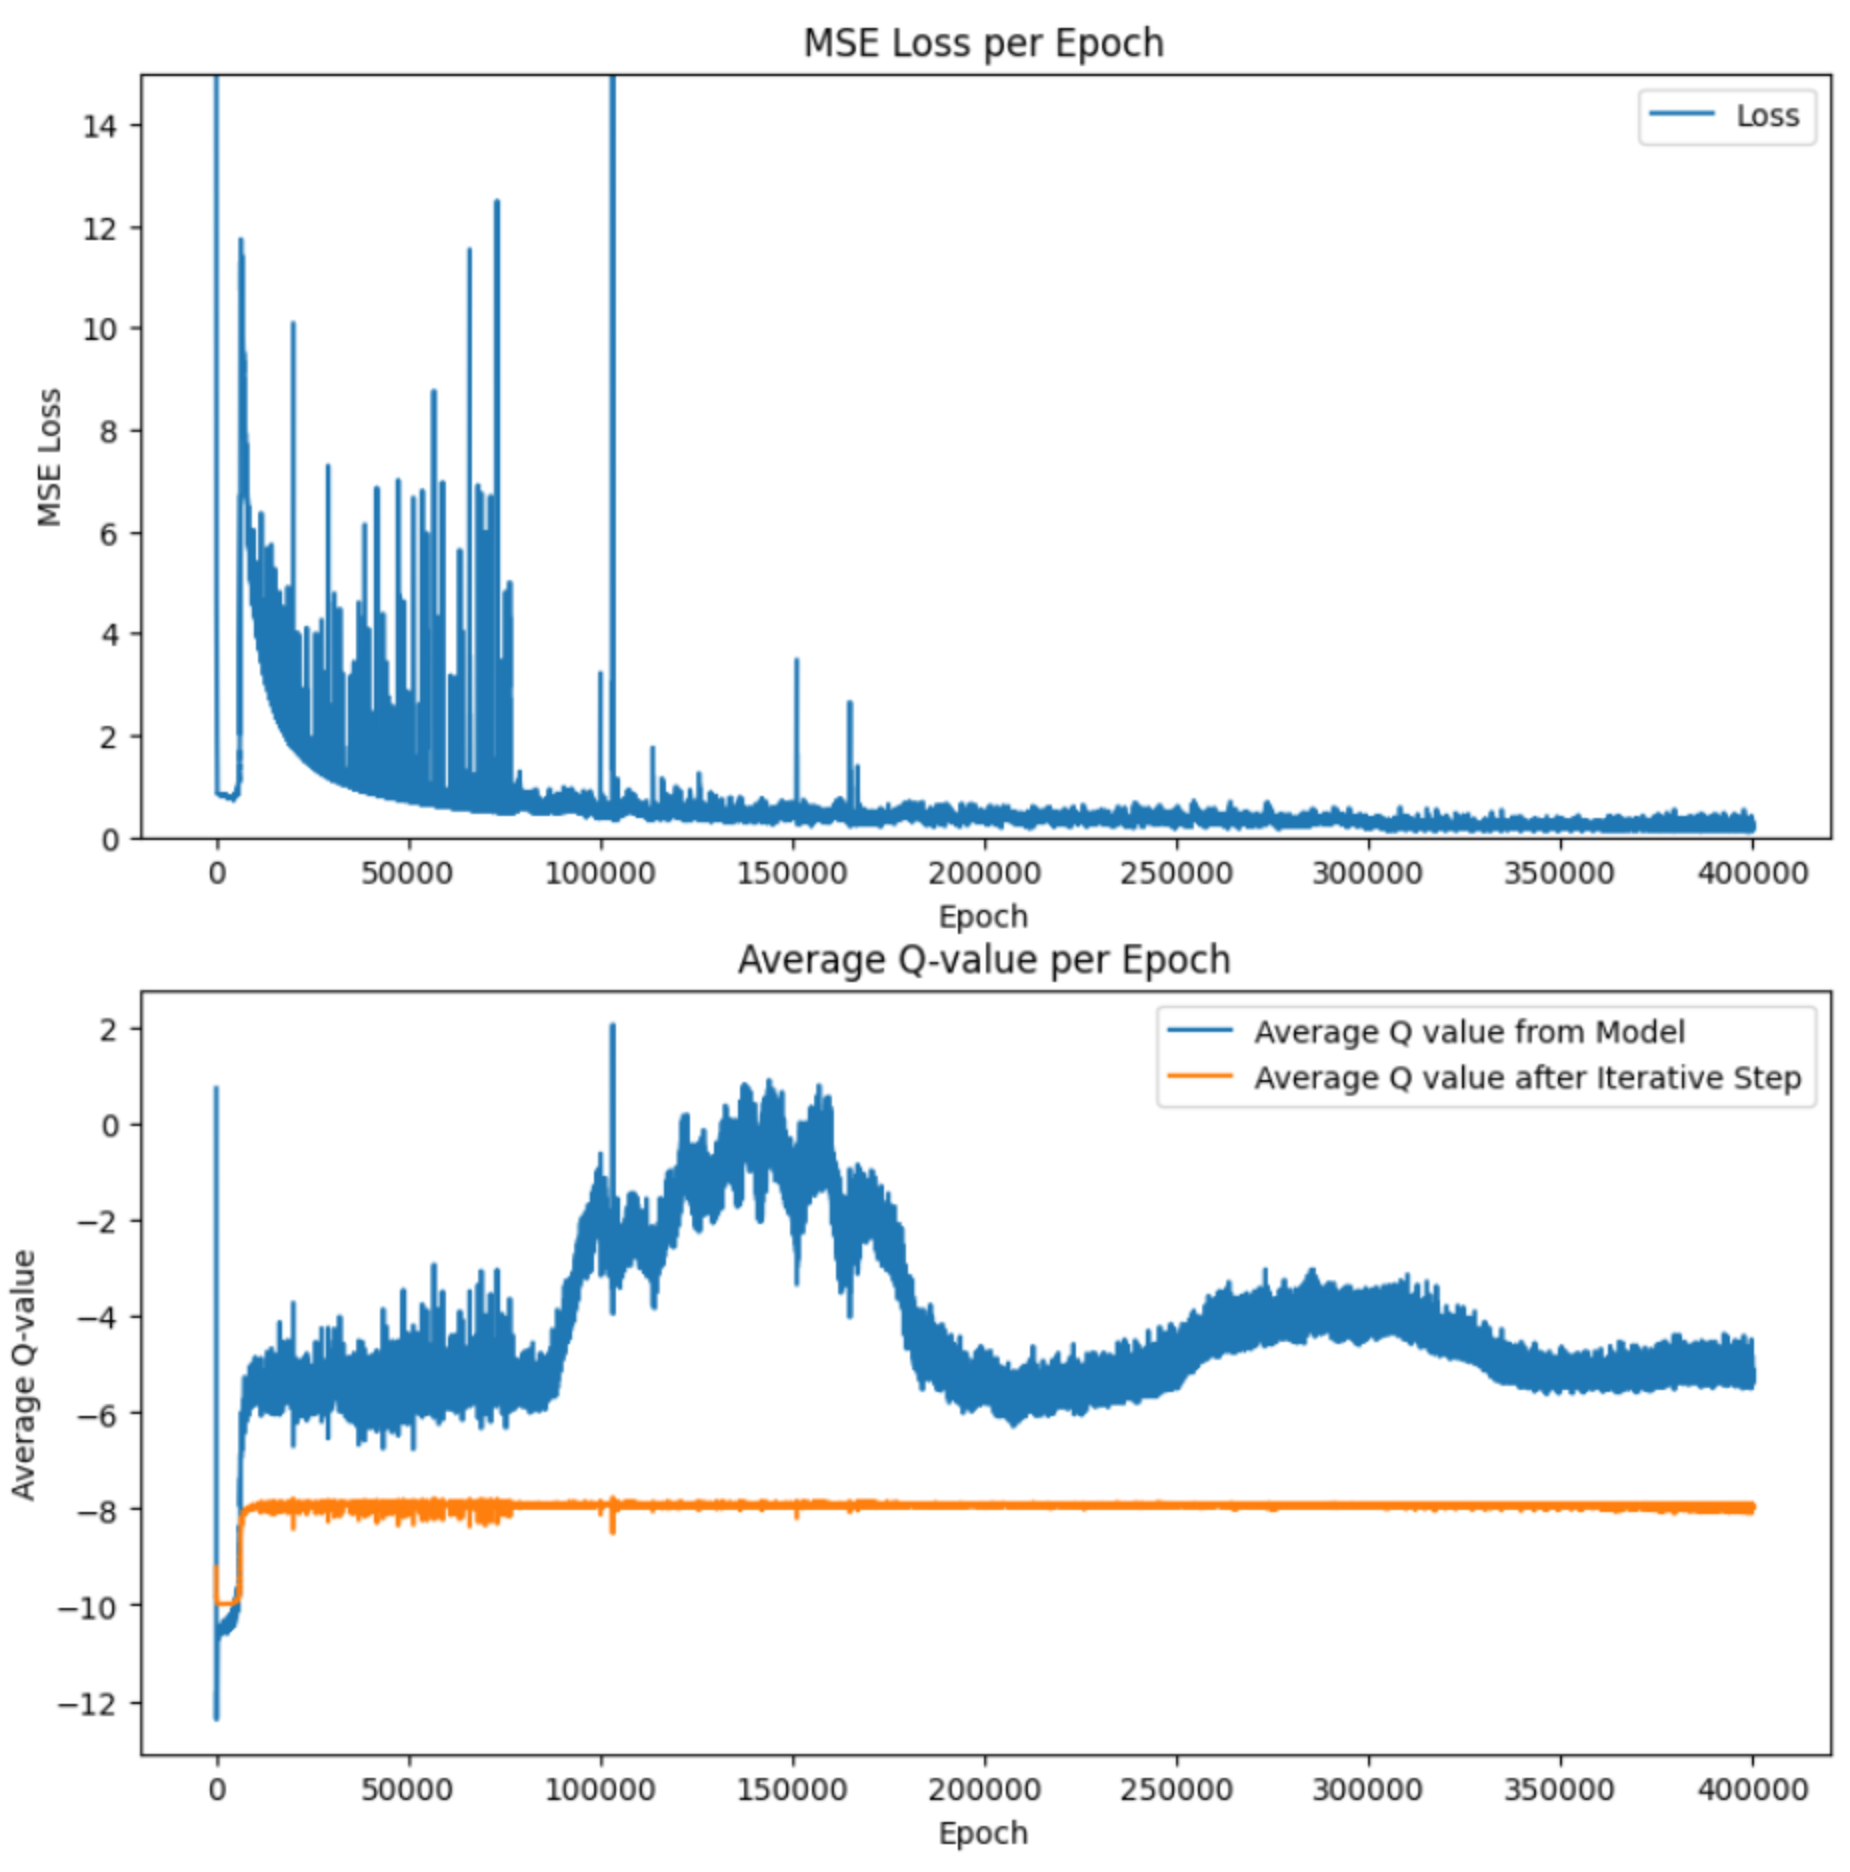 MSE Loss per Epoch
Loss
14
12
10
8
6
4
2
0
MSE Loss
0 50000 100000 150000 200000 250000 300000 350000 400000
Epoch
Average Q-value per Epoch
Average Q value from Model
Average Q value after Iterative Step
2
0
−2
−4
−6
−8
−10
−12
Average Q-value
0 50000 100000 150000 200000 250000 300000 350000 400000
Epoch